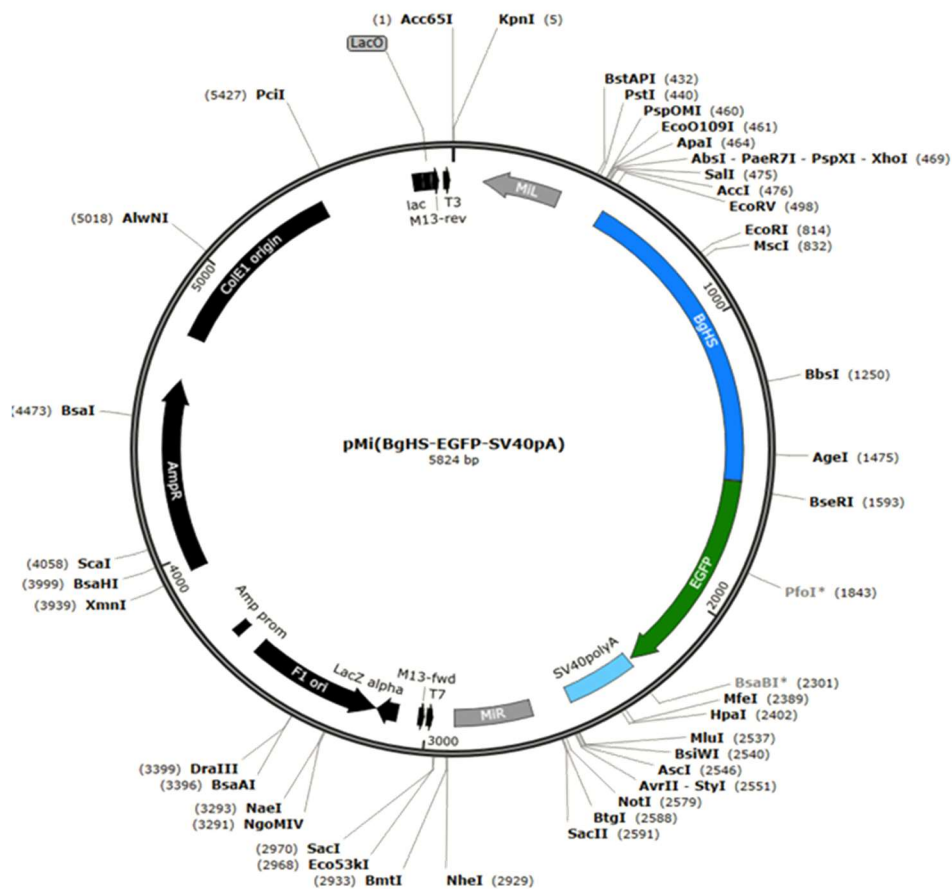 (1) Acc65I
KpnI (5)
LacO
BstAPI (432)
PstI (440)
PspOMI (460)
EcoO109I (461)
ApaI (464)
AbsI - PaeR7I - PspXI - XhoI (469)
SalI (475)
AccI (476)
EcoRV (498)
EcoRI (814)
MscI (832)
1000
BbsI (1250)
AgeI (1475)
BseRI (1593)
PfoI* (1843)
2000
BsaBI* (2301)
MfeI (2389)
HpaI (2402)
MluI (2537)
BsiWI (2540)
AscI (2546)
AvrII - StyI (2551)
NotI (2579)
BtgI (2588)
SacII (2591)
NheI (2929)
(2933) BmtI
(2968) Eco53kI
(2970) SacI
3000
(3291) NgoMIV
(3293) NaeI
(3396) BsaAI
(3399) DraIII
(3939) XmnI
(3999) BsaHI
(4058) ScaI
4000
(4473) BsaI
(5018) AlwNI
5000
(5427) PciI
lac
M13-rev
T3
MiL
BgHS
EGFP
SV40polyA
MiR
T7
M13-fwd
LacZ alpha
F1 ori
Amp prom
AmpR
ColE1 origin
pMi(BgHS-EGFP-SV40pA)
5824 bp